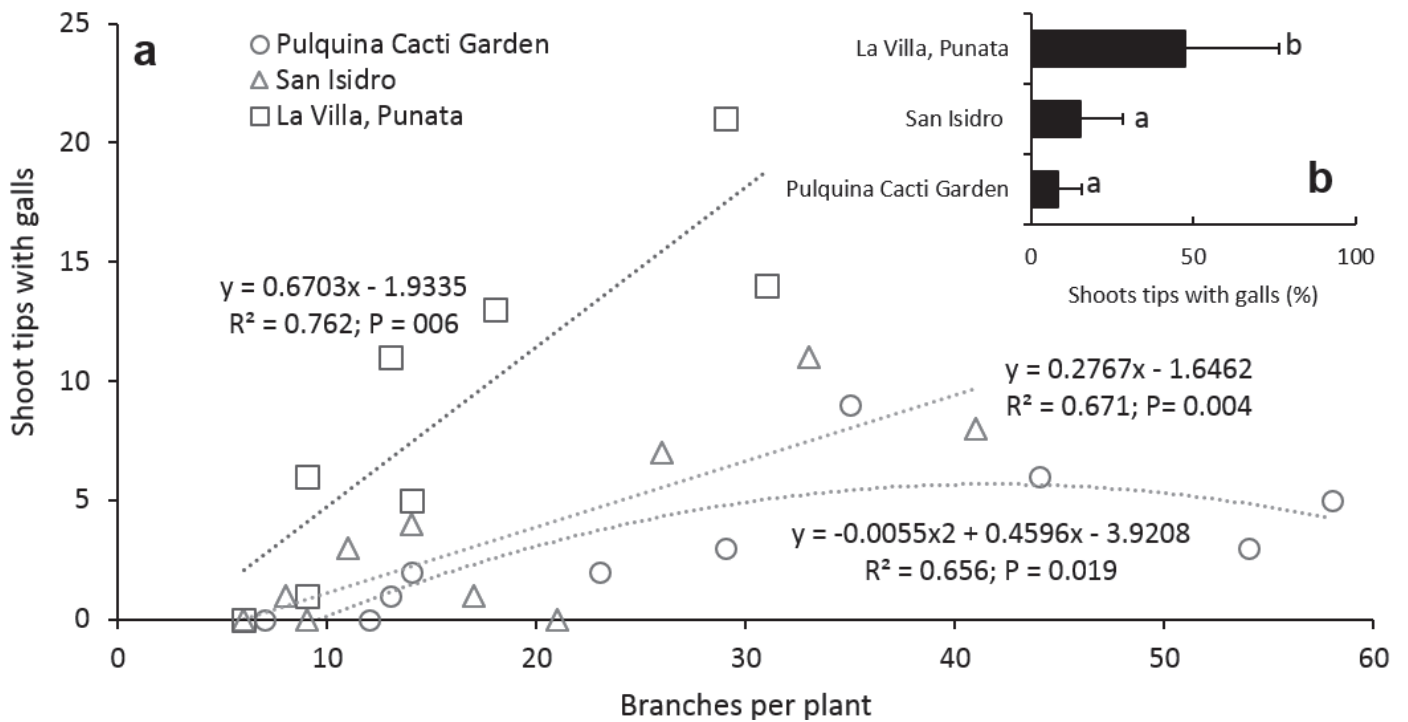 a
Pulquina Cacti Garden
San Isidro
La Villa, Punata
25
20
15
10
5
0
Shoot tips with galls
0
10
20
30
40
50
60
Branches per plant
y = 0.6703x - 1.9335
R² = 0.762; P = 006
y = 0.2767x - 1.6462
R² = 0.671; P= 0.004
y = -0.0055x2 + 0.4596x - 3.9208
R² = 0.656; P = 0.019
La Villa, Punata
b
San Isidro
a
Pulquina Cacti Garden
a
b
0
50
100
Shoots tips with galls (%)